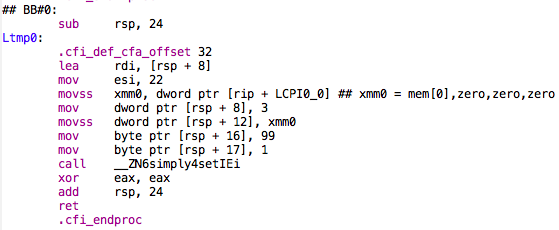 ## BB#0:
sub rsp, 24
Ltmp0:
.cfi_def_cfa_offset 32
lea rdi, [rsp + 8]
mov esi, 22
movss xmm0, dword ptr [rip + LCPI0_0] ## xmm0 = mem[0],zero,zero,zero
mov dword ptr [rsp + 8], 3
movss dword ptr [rsp + 12], xmm0
mov byte ptr [rsp + 16], 99
mov byte ptr [rsp + 17], 1
call __ZN6simply4setIEi
xor eax, eax
add rsp, 24
ret
.cfi_endproc